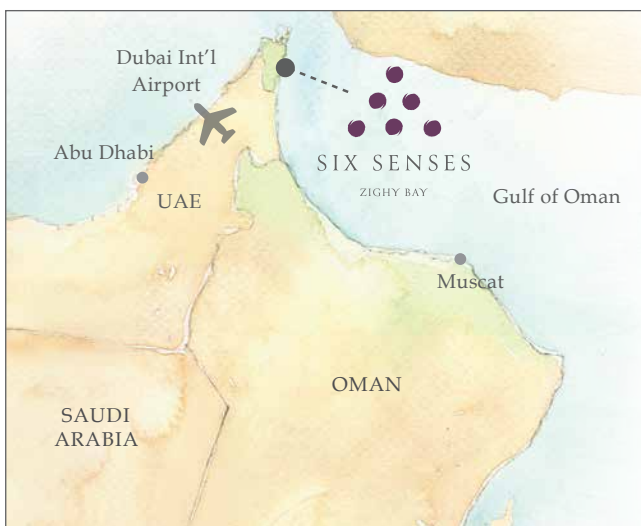 Dubai Int'l
Airport
Abu Dhabi
UAE
SIX SENSES
ZIGHY BAY
Gulf of Oman
Muscat
OMAN
SAUDI
ARABIA